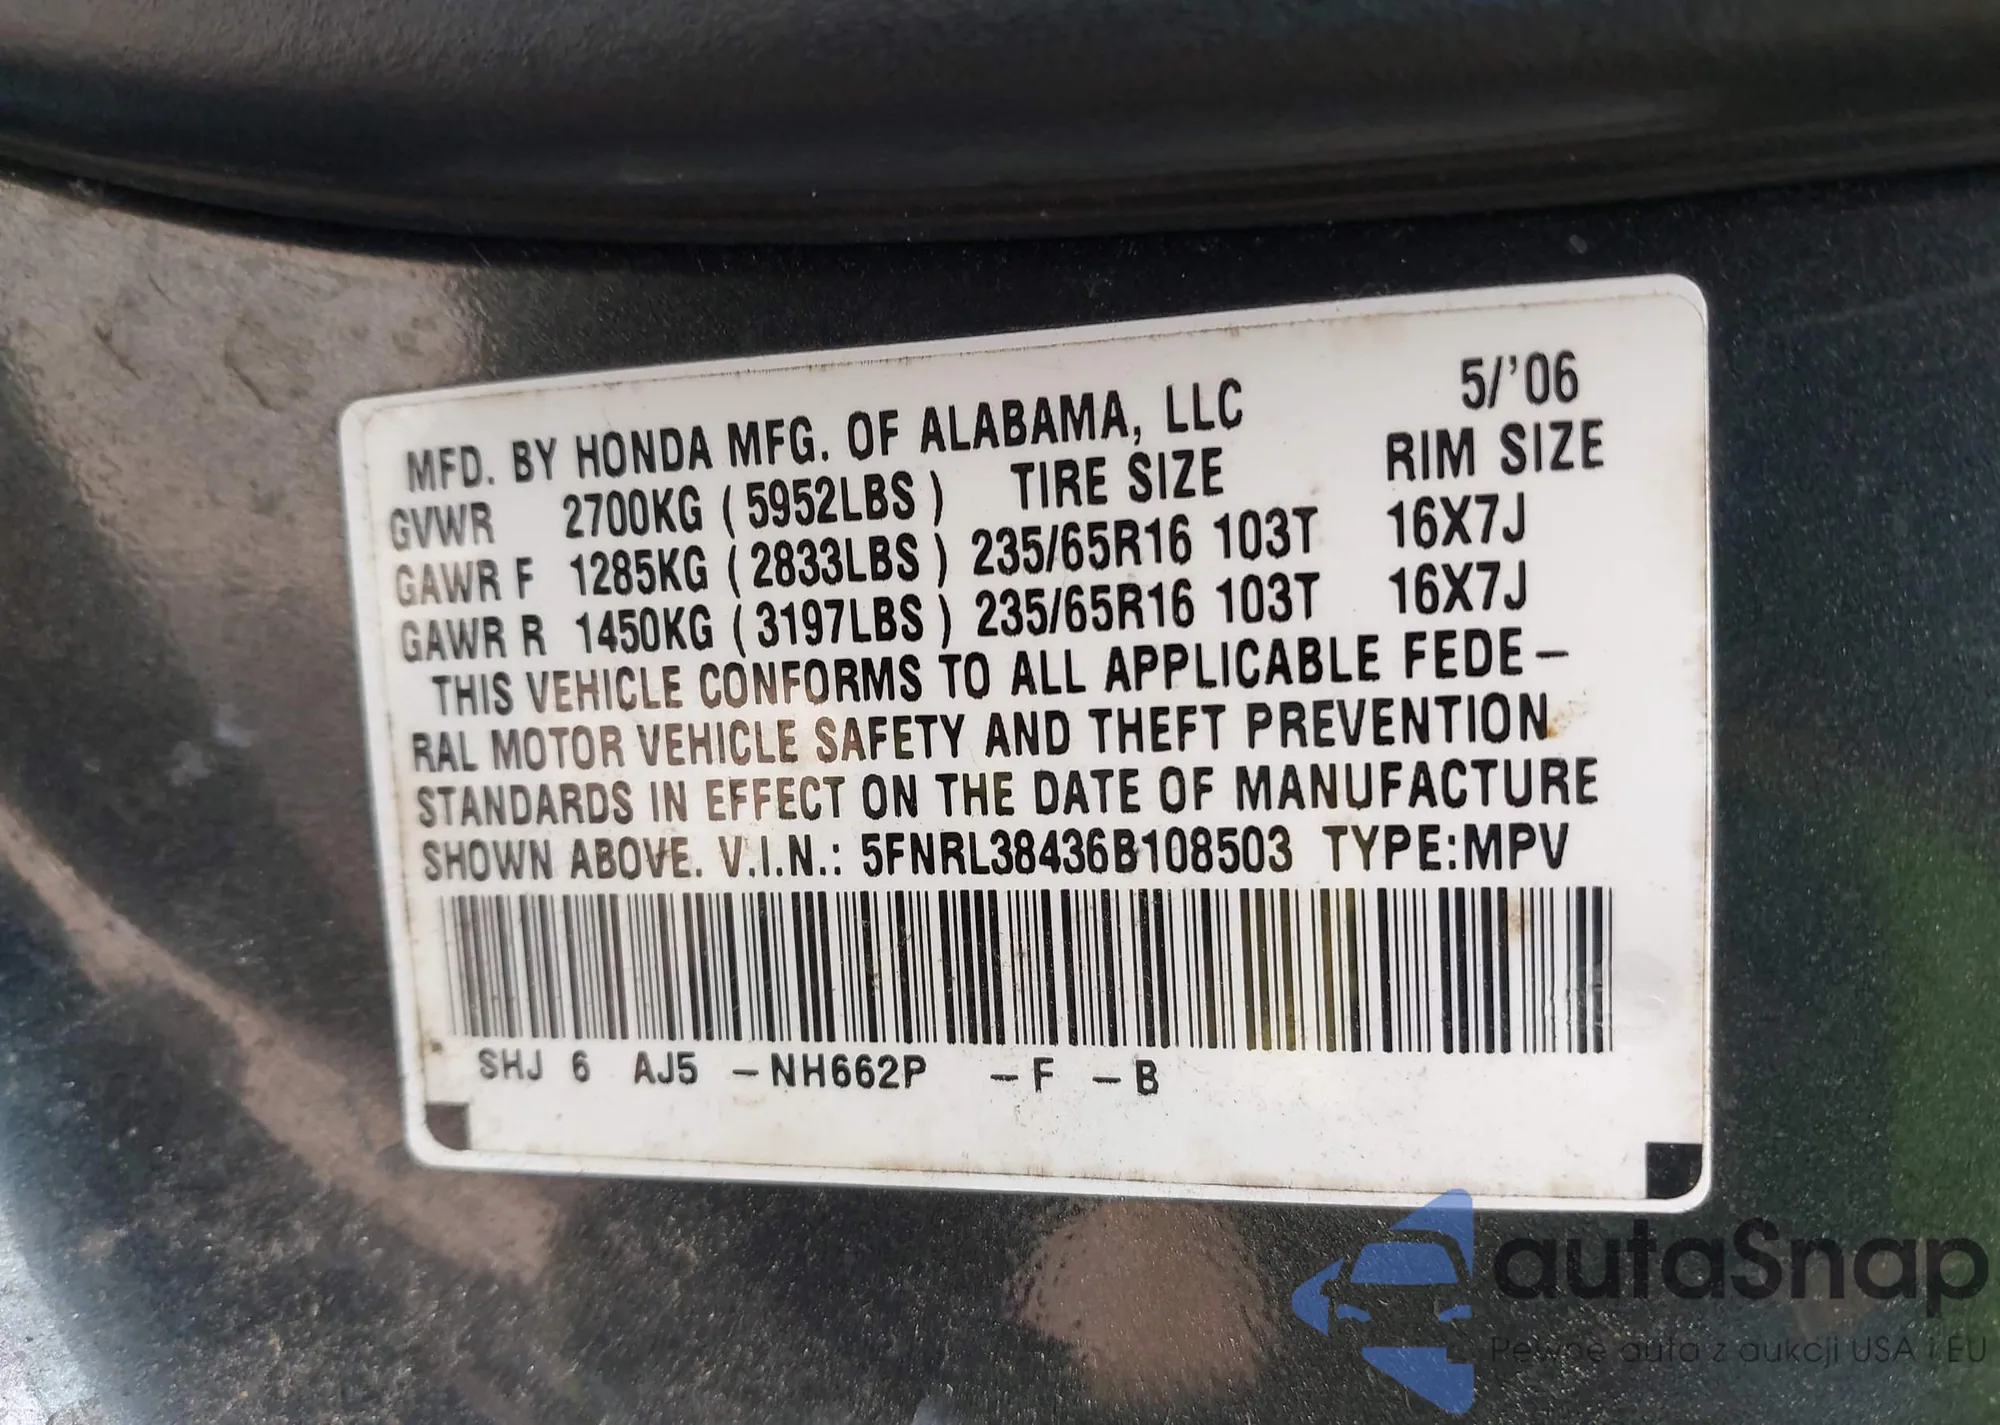 MFD. BY HONDA MFG. OF ALABAMA, LLC 5/'06
GVWR 2700KG (5952LBS) TIRE SIZE RIM SIZE
GAWR F 1285KG (2833LBS) 235/65R16 103T 16X7J
GAWR R 1450KG (3197LBS) 235/65R16 103T 16X7J
THIS VEHICLE CONFORMS TO ALL APPLICABLE FEDE-
RAL MOTOR VEHICLE SAFETY AND THEFT PREVENTION
STANDARDS IN EFFECT ON THE DATE OF MANUFACTURE
SHOWN ABOVE. V.I.N.: 5FNRL38436B108503 TYPE:MPV
SHJ 6 AJ5 -NH662P -F -B
autaSnap
Pewne auta z aukcji USA i EU